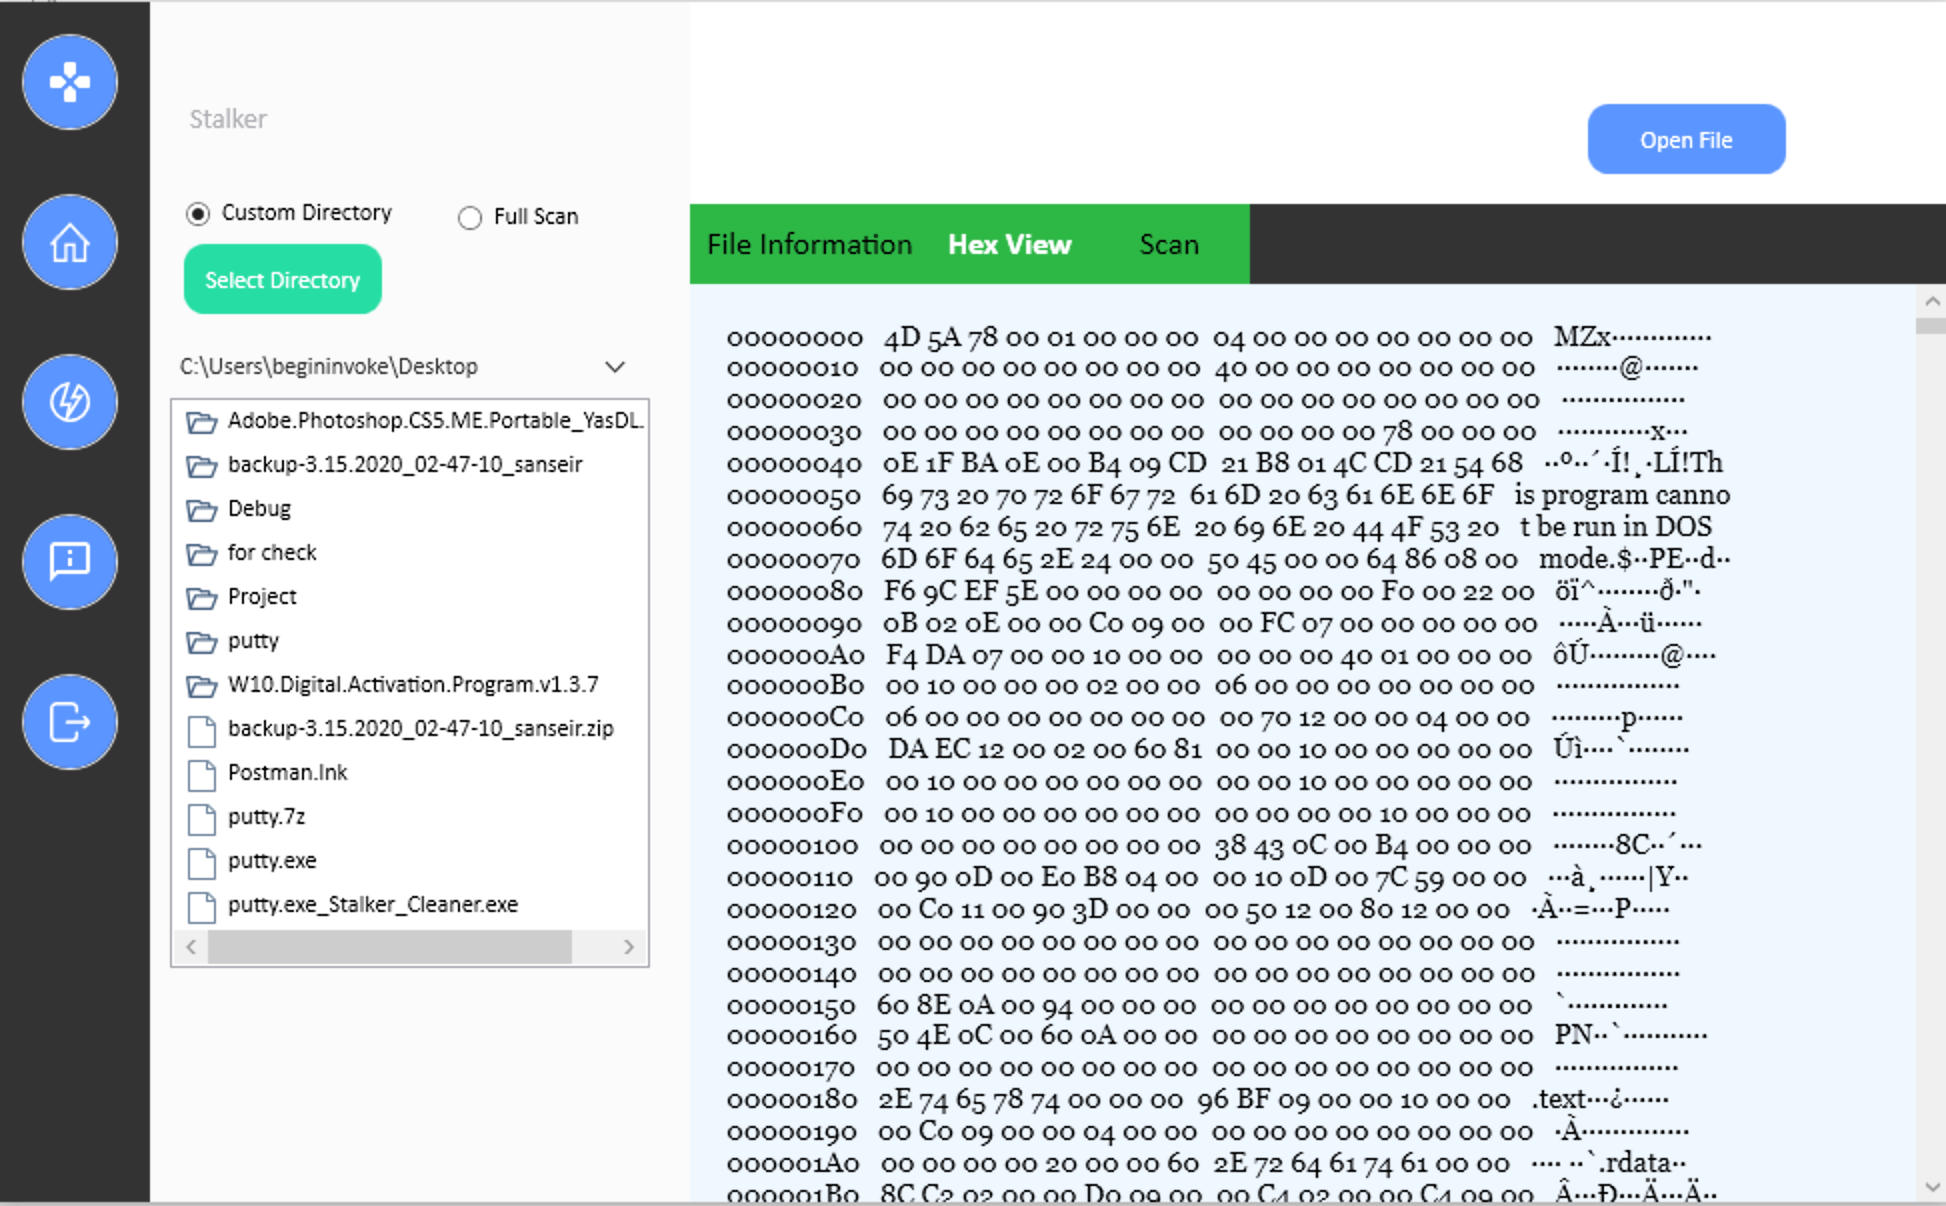 Stalker
Custom Directory
Full Scan
Select Directory
C:\Users\begininvoke\Desktop
Adobe.Photoshop.CS5.ME.Portable_YasDL.
backup-3.15.2020_02-47-10_sanseir
Debug
for check
Project
putty
W10.Digital.Activation.Program.v1.3.7
backup-3.15.2020_02-47-10_sanseir.zip
Postman.lnk
putty.7z
putty.exe
putty.exe_Stalker_Cleaner.exe
Open File
File Information Hex View Scan
00000000 4D 5A 78 00 01 00 00 00 04 00 00 00 00 00 00 00 MZx·············
00000010 00 00 00 00 00 00 00 00 40 00 00 00 00 00 00 00 ········@·······
00000020 00 00 00 00 00 00 00 00 00 00 00 00 00 00 00 00 ················
00000030 00 00 00 00 00 00 00 00 00 00 00 00 78 00 00 00 ············x···
00000040 0E 1F BA 0E 00 B4 09 CD 21 B8 01 4C CD 21 54 68 ··º··´·Í!¸·LÍ!Th
00000050 69 73 20 70 72 6F 67 72 61 6D 20 63 61 6E 6E 6F is program canno
00000060 74 20 62 65 20 72 75 6E 20 69 6E 20 44 4F 53 20 t be run in DOS
00000070 6D 6F 64 65 2E 24 00 00 50 45 00 00 64 86 08 00 mode.$··PE··d··
00000080 F6 9C EF 5E 00 00 00 00 00 00 00 00 F0 00 22 00 öï^········ð·"·
00000090 0B 02 0E 00 00 C0 09 00 00 FC 07 00 00 00 00 00 ·····À···ü······
000000A0 F4 DA 07 00 00 10 00 00 00 00 00 40 01 00 00 00 ôÚ·········@····
000000B0 00 10 00 00 00 02 00 00 06 00 00 00 00 00 00 00 ················
000000C0 06 00 00 00 00 00 00 00 00 70 12 00 00 04 00 00 ·········p······
000000D0 DA EC 12 00 02 00 60 81 00 00 10 00 00 00 00 00 Úì····`········
000000E0 00 10 00 00 00 00 00 00 00 00 10 00 00 00 00 00 ················
000000F0 00 10 00 00 00 00 00 00 00 00 00 00 10 00 00 00 ················
00000100 00 00 00 00 00 00 00 00 38 43 0C 00 B4 00 00 00 ········8C··´···
00000110 00 90 0D 00 E0 B8 04 00 00 10 0D 00 7C 59 00 00 ···à¸······|Y··
00000120 00 C0 11 00 90 3D 00 00 00 50 12 00 80 12 00 00 ·À··=···P·····
00000130 00 00 00 00 00 00 00 00 00 00 00 00 00 00 00 00 ················
00000140 00 00 00 00 00 00 00 00 00 00 00 00 00 00 00 00 ················
00000150 60 8E 0A 00 94 00 00 00 00 00 00 00 00 00 00 00 `·············
00000160 50 4E 0C 00 60 0A 00 00 00 00 00 00 00 00 00 00 PN··`···········
00000170 00 00 00 00 00 00 00 00 00 00 00 00 00 00 00 00 ················
00000180 2E 74 65 78 74 00 00 00 96 BF 09 00 00 10 00 00 .text···¿······
00000190 00 C0 09 00 00 04 00 00 00 00 00 00 00 00 00 00 ·À··············
000001A0 00 00 00 00 20 00 00 60 2E 72 64 61 74 61 00 00 ···· ··`.rdata··
000001B0 8C C2 02 00 00 D0 09 00 00 C4 02 00 00 C4 09 00 Â···Ð···Ä···Ä··